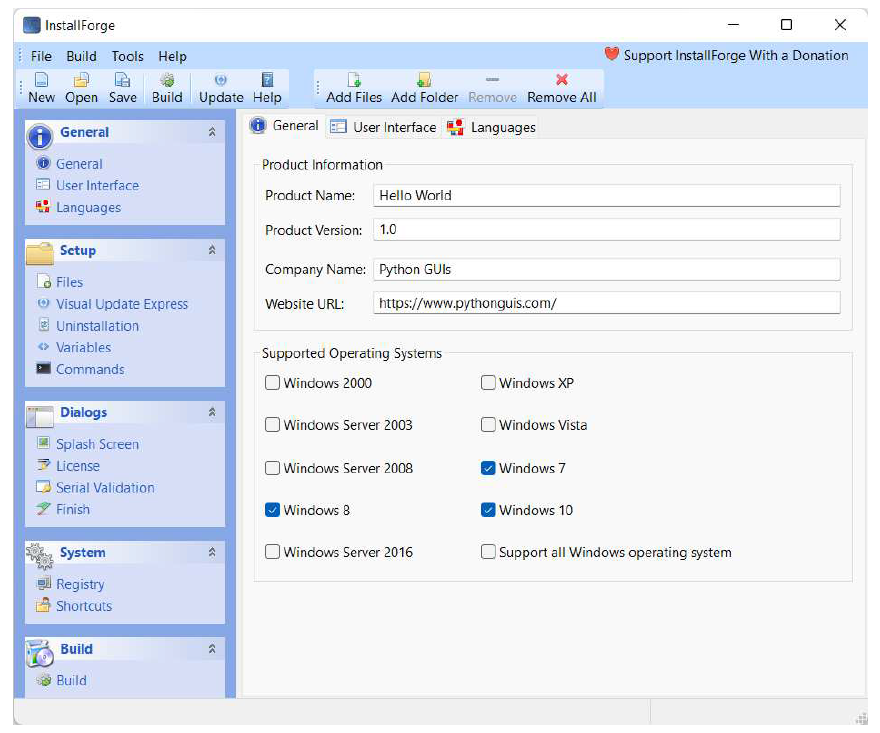 InstallForge
File Build Tools Help
Support InstallForge With a Donation
New Open Save Build Update Help Add Files Add Folder Remove Remove All
General
General
User Interface
Languages
Setup
Files
Visual Update Express
Uninstallation
Variables
Commands
Dialogs
Splash Screen
License
Serial Validation
Finish
System
Registry
Shortcuts
Build
Build
General User Interface Languages
Product Information
Product Name: Hello World
Product Version: 1.0
Company Name: Python GUIs
Website URL: https://www.pythonguis.com/
Supported Operating Systems
Windows 2000 Windows XP
Windows Server 2003 Windows Vista
Windows Server 2008 Windows 7
Windows 8 Windows 10
Windows Server 2016 Support all Windows operating system